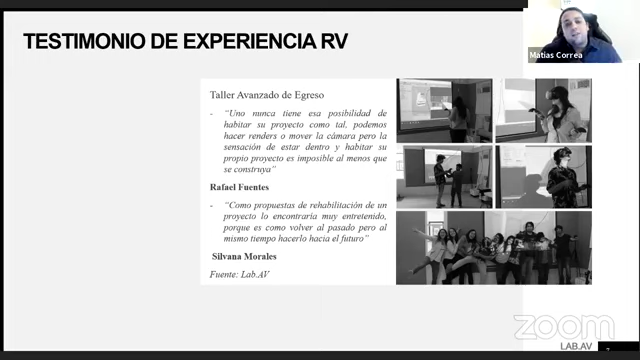 TESTIMONIO DE EXPERIENCIA RV
Matías Correa
Taller Avanzado de Egreso
- “Uno nunca tiene esa posibilidad de
habitar su proyecto como tal, podemos
hacer renders o mover la cámara pero la
sensación de estar dentro y habitar su
propio proyecto es imposible al menos que
se construya”
Rafael Fuentes
- “Como propuestas de rehabilitación de un
proyecto lo encontraría muy entretenido,
porque es como volver al pasado pero al
mismo tiempo hacerlo hacia el futuro”
Silvana Morales
Fuente: Lab.AV
zoom
LAB.AV
7